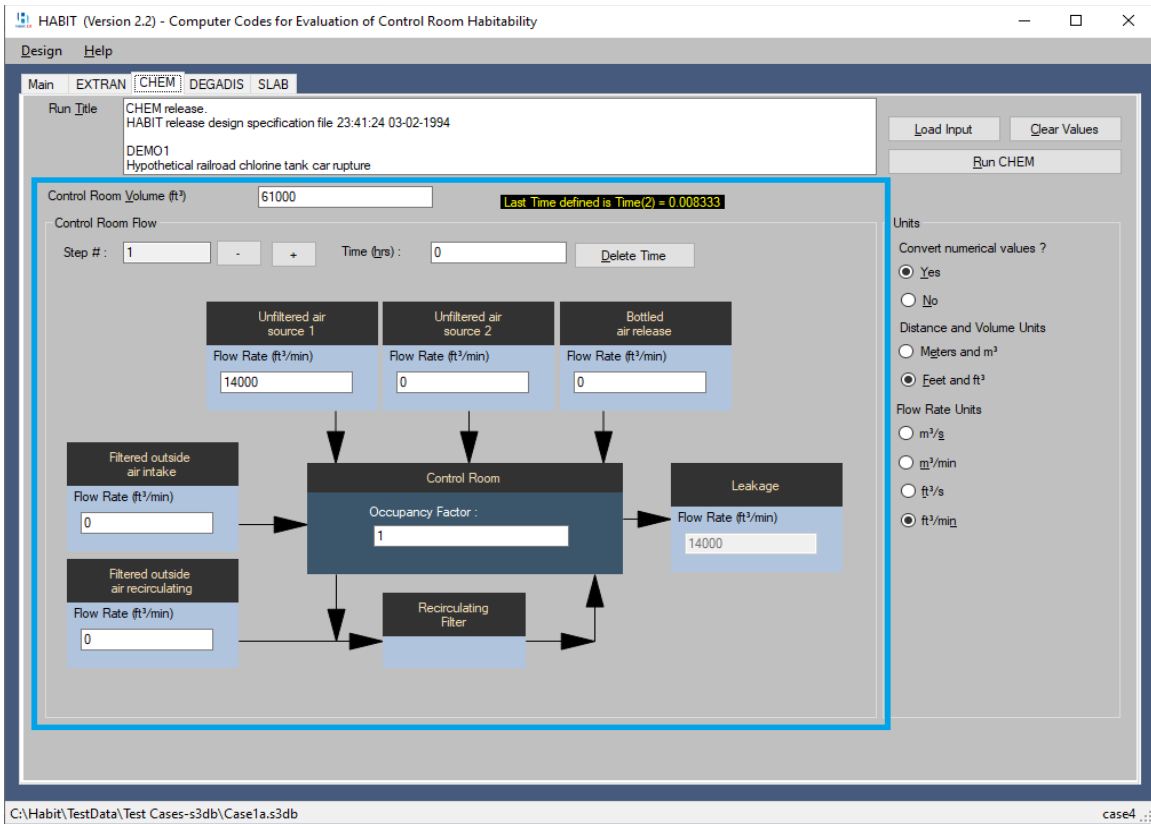 HABIT (Version 2.2) - Computer Codes for Evaluation of Control Room Habitability
Design Help
Main EXTRAN CHEM DEGADIS SLAB
Run Title
CHEM release.
HABIT release design specification file 23:41:24 03-02-1994
DEMO1
Hypothetical railroad chlorine tank car rupture
Load Input Clear Values
Run CHEM
Control Room Volume (ft³) 61000
Last Time defined is Time(2) = 0.008333
Control Room Flow
Step # : 1 - + Time (hrs) : 0 Delete Time
Unfiltered air
source 1
Flow Rate (ft³/min)
14000
Unfiltered air
source 2
Flow Rate (ft³/min)
0
Bottled
air release
Flow Rate (ft³/min)
0
Filtered outside
air intake
Flow Rate (ft³/min)
0
Control Room
Occupancy Factor :
1
Leakage
Flow Rate (ft³/min)
14000
Filtered outside
air recirculating
Flow Rate (ft³/min)
0
Recirculating
Filter
Units
Convert numerical values ?
Yes
No
Distance and Volume Units
Meters and m³
Feet and ft³
Flow Rate Units
m³/s
m³/min
ft³/s
ft³/min
C:\Habit\TestData\Test Cases-s3db\Case1a.s3db
case4